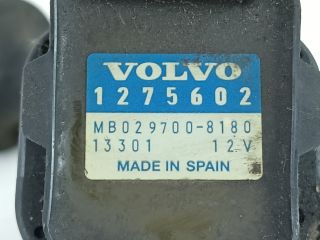 VOLVO
1275602
MB029700-8180
13301 12V
MADE IN SPAIN